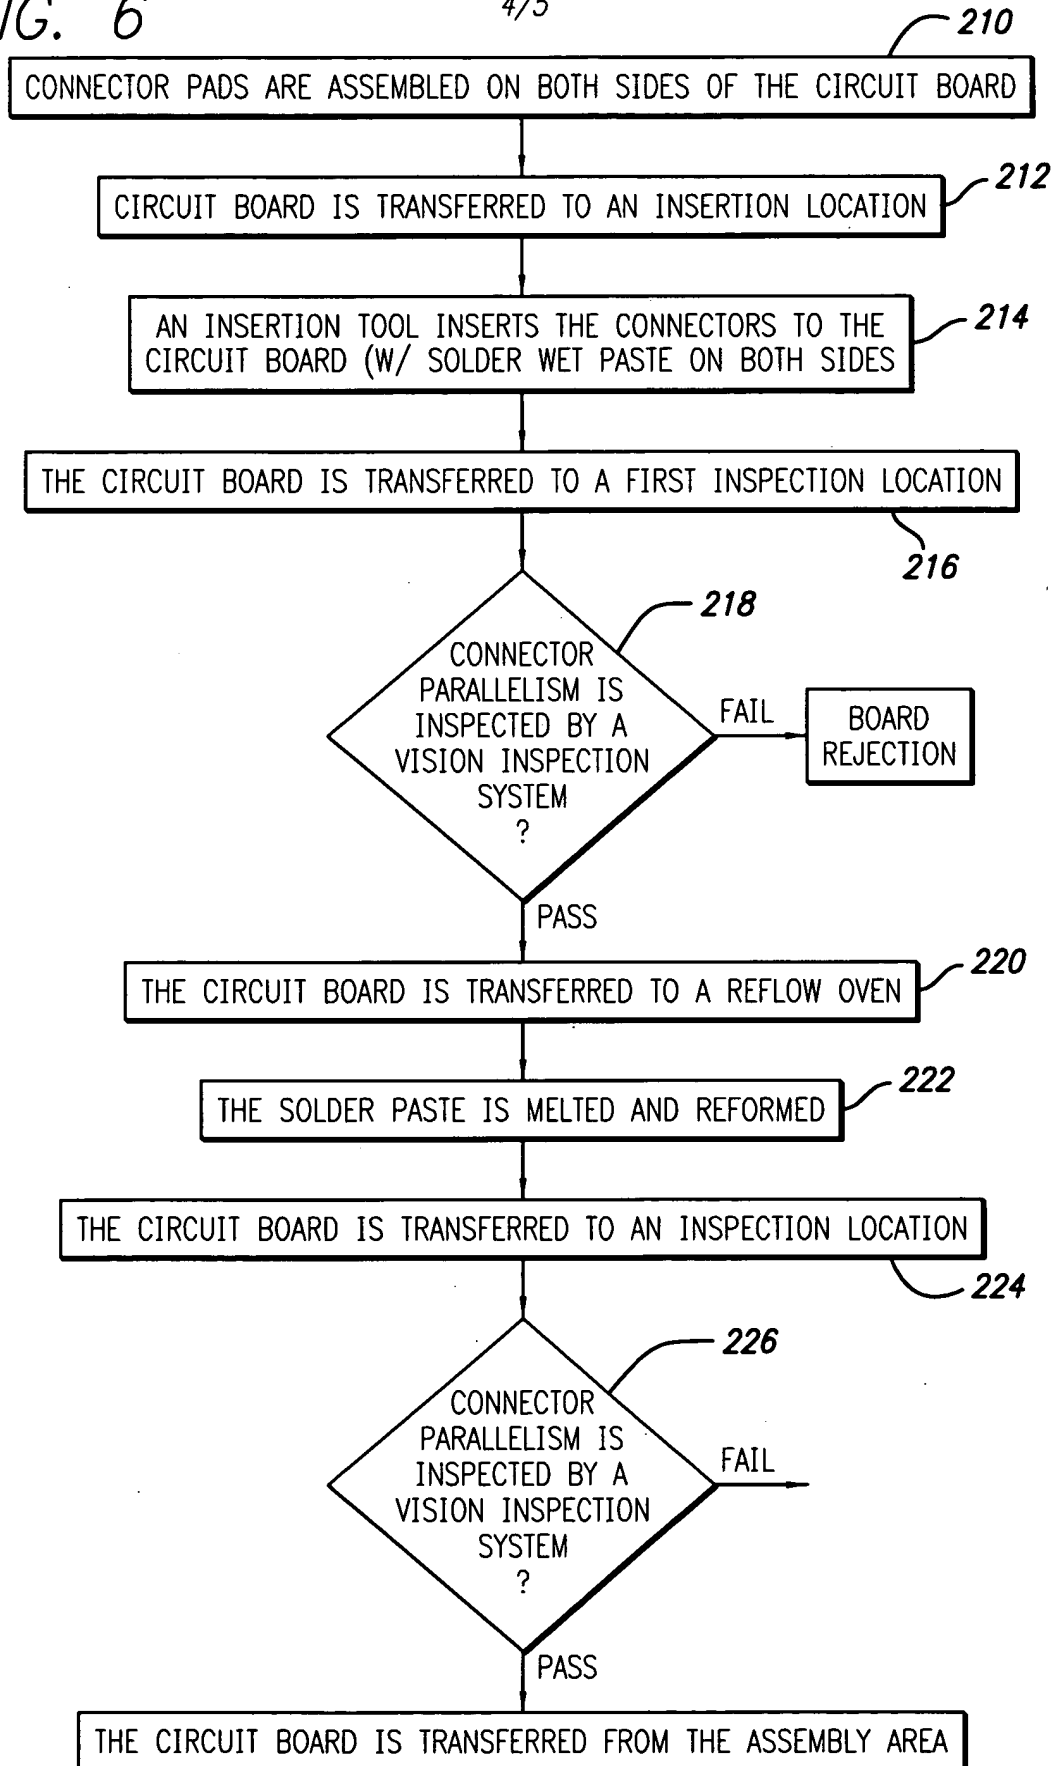 FIG. 6
4/5
210
CONNECTOR PADS ARE ASSEMBLED ON BOTH SIDES OF THE CIRCUIT BOARD
212
CIRCUIT BOARD IS TRANSFERRED TO AN INSERTION LOCATION
214
AN INSERTION TOOL INSERTS THE CONNECTORS TO THE
CIRCUIT BOARD (W/ SOLDER WET PASTE ON BOTH SIDES
THE CIRCUIT BOARD IS TRANSFERRED TO A FIRST INSPECTION LOCATION
216
218
CONNECTOR
PARALLELISM IS
INSPECTED BY A
VISION INSPECTION
SYSTEM
?
FAIL
BOARD
REJECTION
PASS
220
THE CIRCUIT BOARD IS TRANSFERRED TO A REFLOW OVEN
222
THE SOLDER PASTE IS MELTED AND REFORMED
THE CIRCUIT BOARD IS TRANSFERRED TO AN INSPECTION LOCATION
224
226
CONNECTOR
PARALLELISM IS
INSPECTED BY A
VISION INSPECTION
SYSTEM
?
FAIL
PASS
THE CIRCUIT BOARD IS TRANSFERRED FROM THE ASSEMBLY AREA